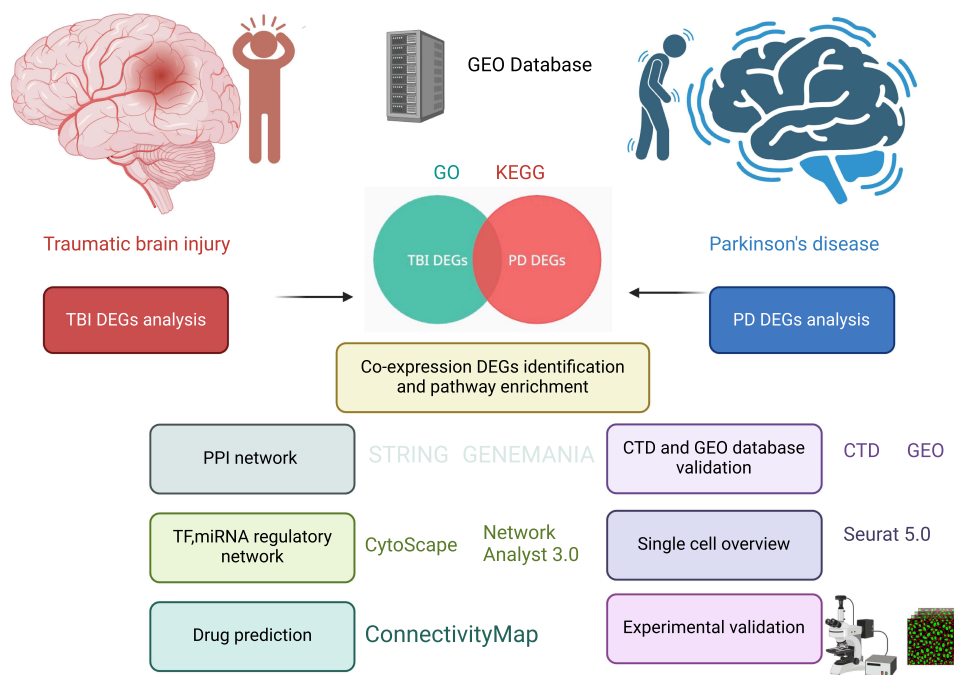 GEO Database
GO KEGG
TBI DEGs PD DEGs
Traumatic brain injury
Parkinson's disease
TBI DEGs analysis
PD DEGs analysis
Co-expression DEGs identification
and pathway enrichment
PPI network
STRING GENEMANIA
CTD and GEO database
validation
CTD GEO
TF,miRNA regulatory
network
CytoScape
Network
Analyst 3.0
Single cell overview
Seurat 5.0
Drug prediction
ConnectivityMap
Experimental validation